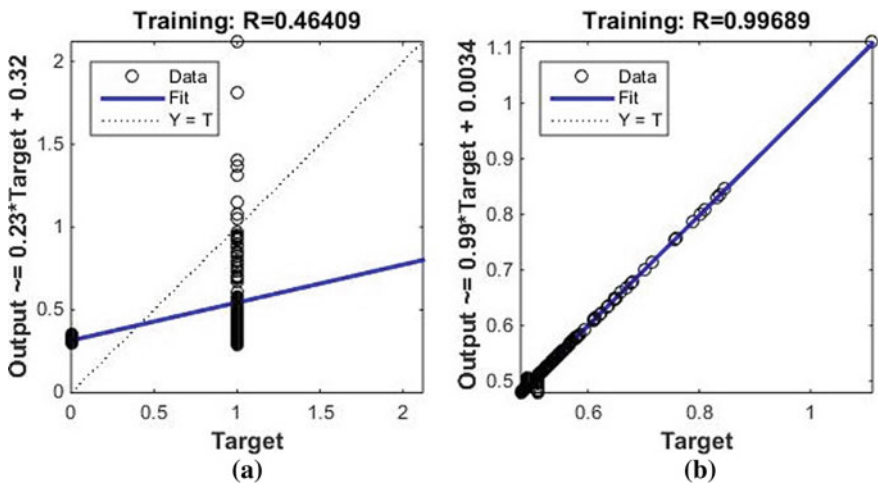 Training: R=0.46409
Output ~= 0.23*Target + 0.32
2
1.5
1
0.5
0
Data
Fit
Y = T
0
0.5
1
1.5
2
Target
(a)
Training: R=0.99689
Output ~= 0.99*Target + 0.0034
1.1
1
0.9
0.8
0.7
0.6
0.5
Data
Fit
Y = T
0.6
0.8
1
Target
(b)